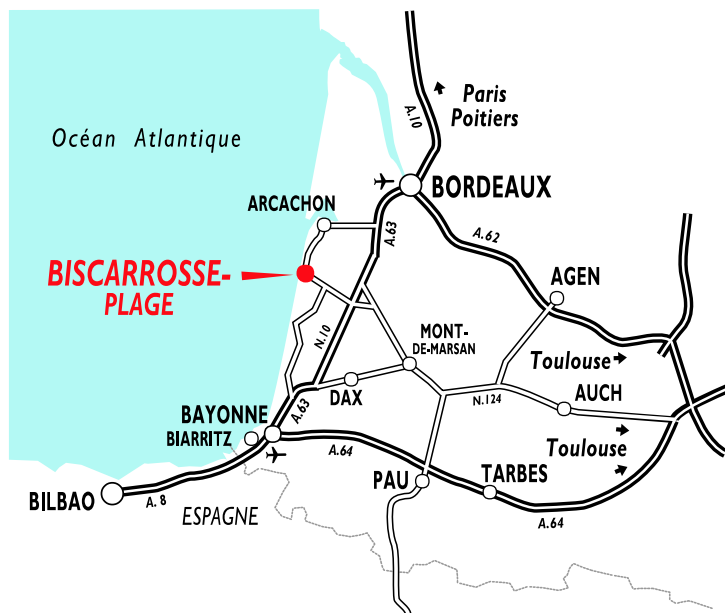 Paris
Poitiers
A.10
Océan Atlantique
BORDEAUX
ARCACHON
A.63
A.62
BISCARROSSE-
PLAGE
AGEN
N.10
MONT-
DE-MARSAN
Toulouse
DAX
N.124
AUCH
A.63
BAYONNE
BIARRITZ
A.64
Toulouse
PAU
TARBES
BILBAO
A.8
ESPAGNE
A.64